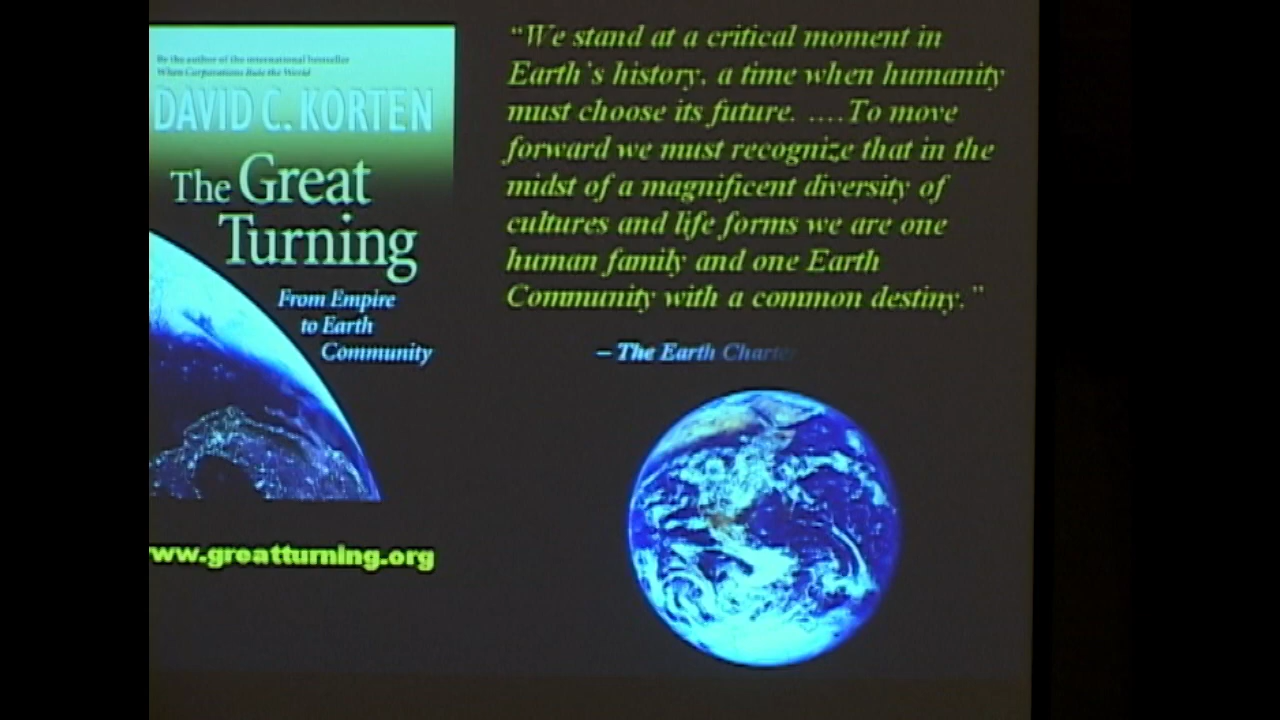 By the author of the international bestseller
When Corporations Rule the World
DAVID C. KORTEN
The Great
Turning
From Empire
to Earth
Community
www.greatturning.org
“We stand at a critical moment in
Earth’s history, a time when humanity
must choose its future. ….To move
forward we must recognize that in the
midst of a magnificent diversity of
cultures and life forms we are one
human family and one Earth
Community with a common destiny.”
– The Earth Charter